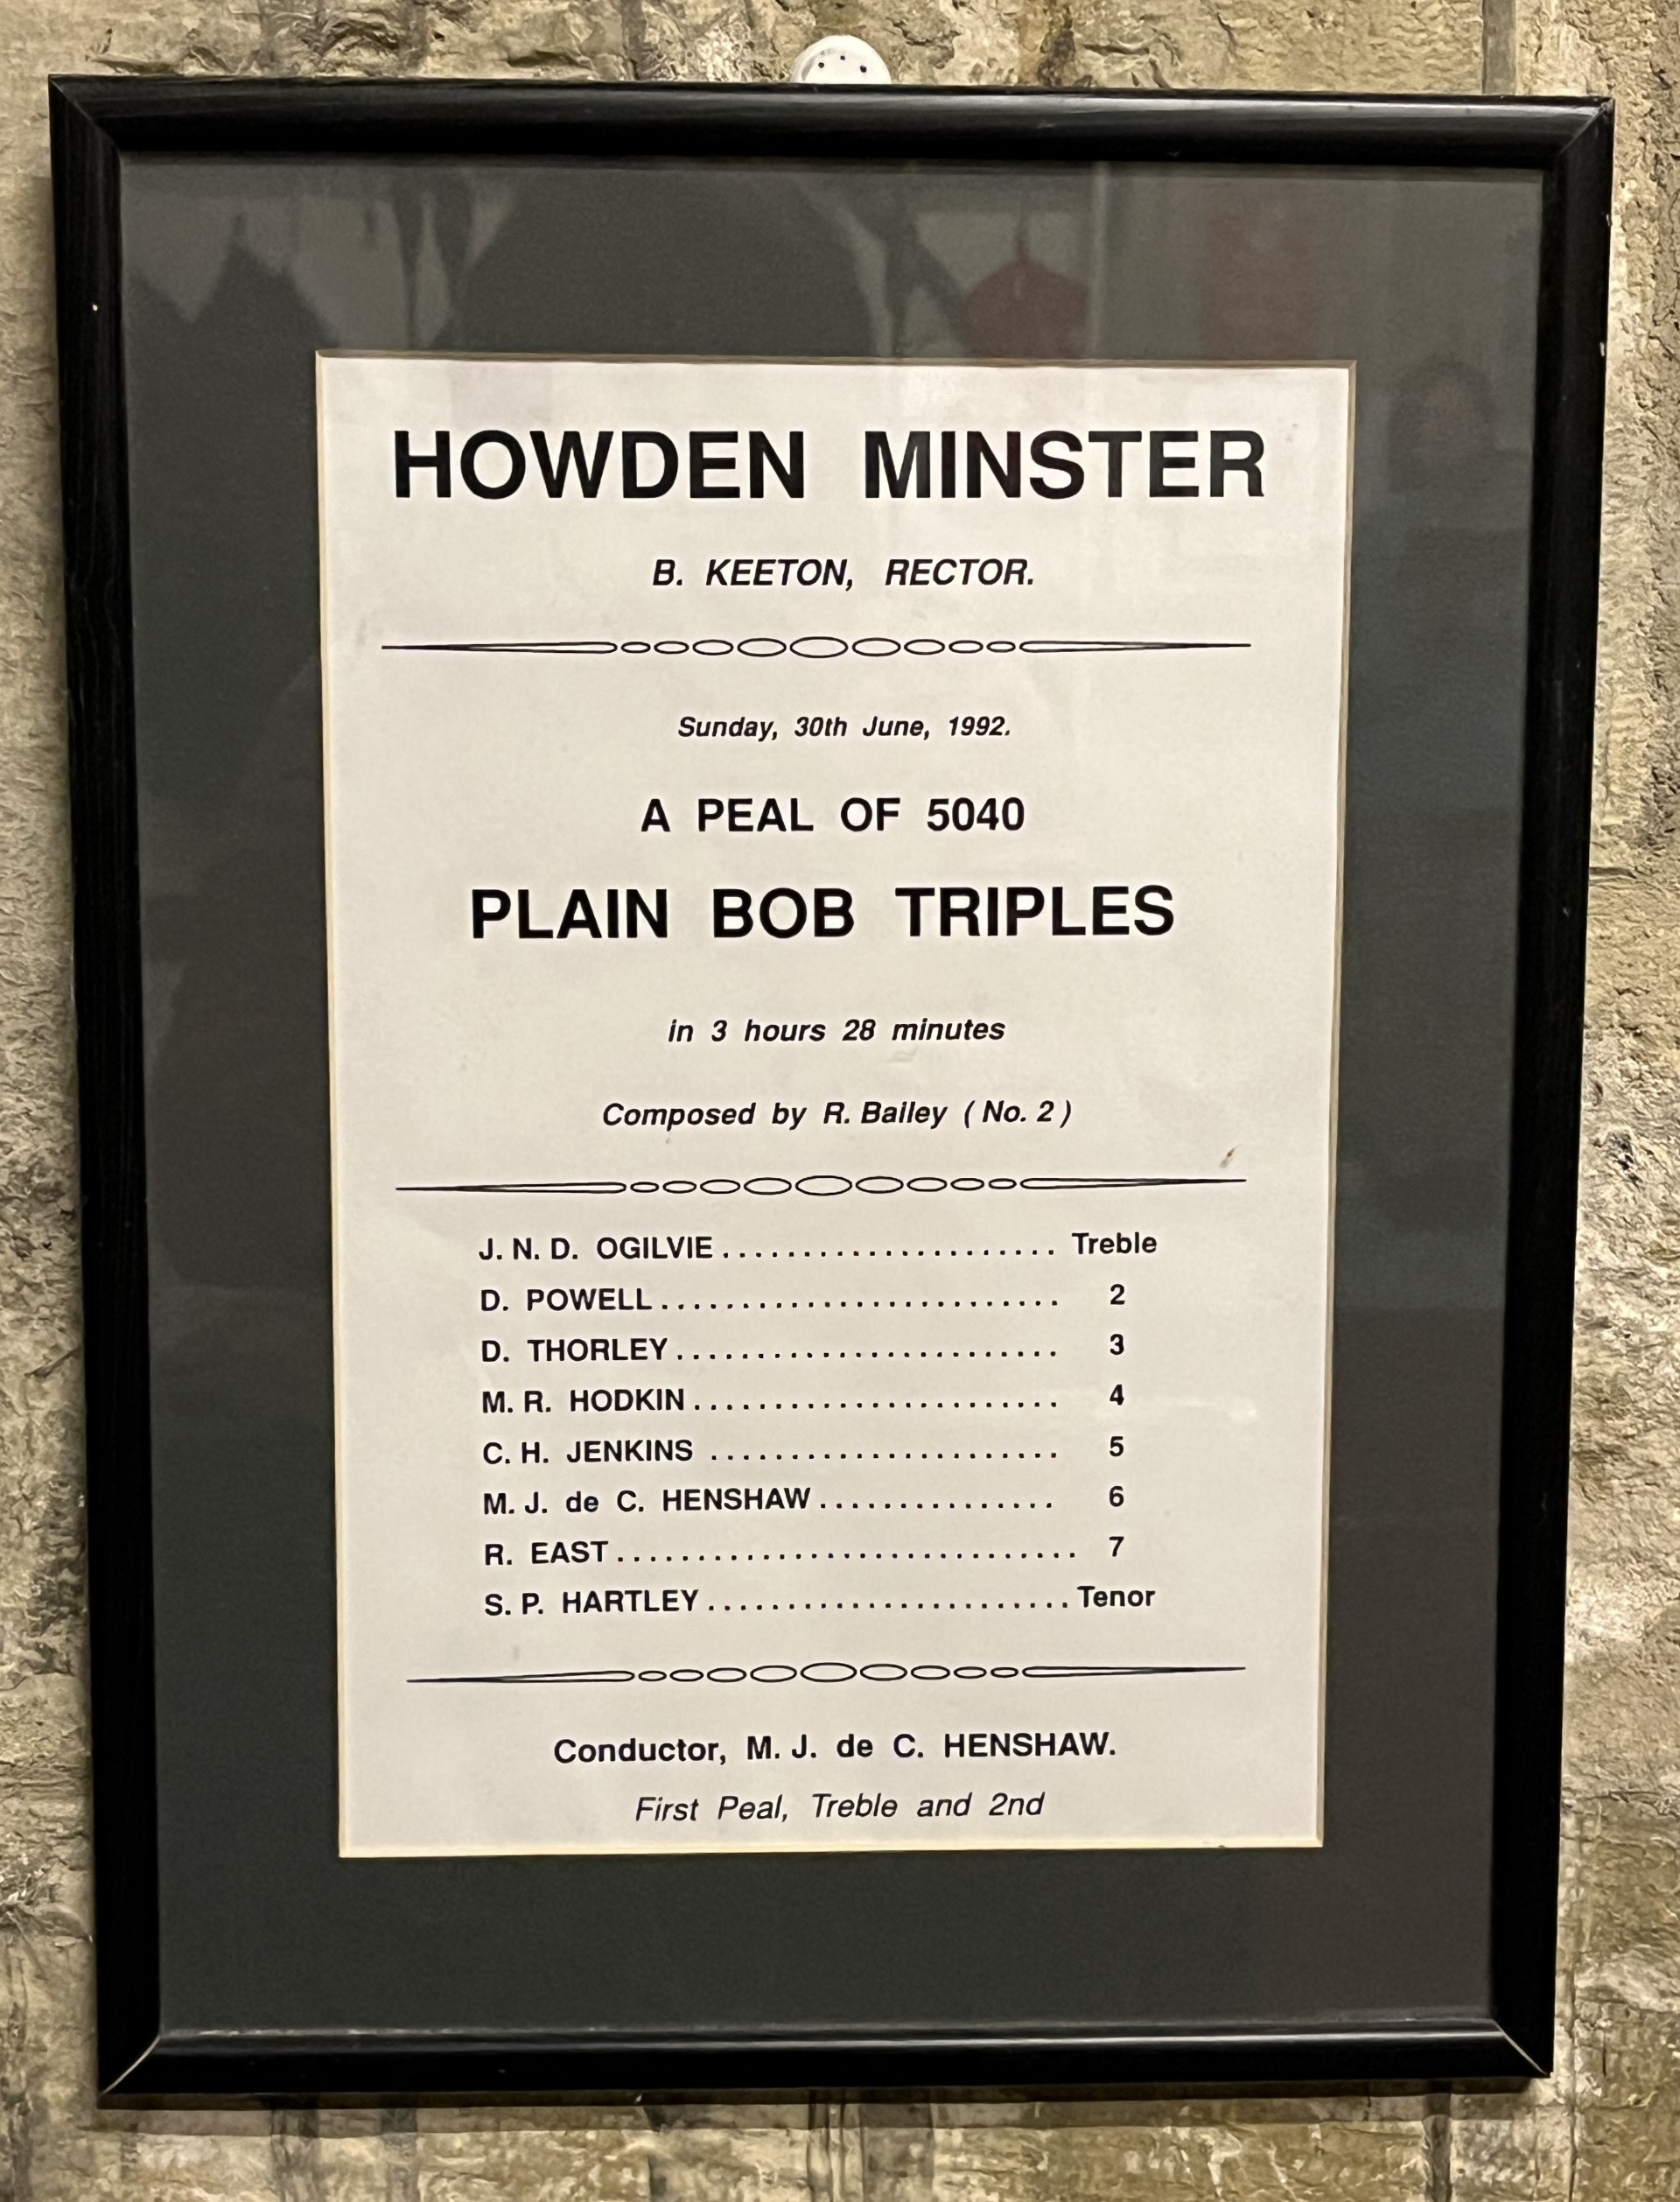 HOWDEN MINSTER
B. KEETON, RECTOR.
Sunday, 30th June, 1992.
A PEAL OF 5040
PLAIN BOB TRIPLES
in 3 hours 28 minutes
Composed by R. Bailey ( No. 2 )
J. N. D. OGILVIE ..................... Treble
D. POWELL ......................... 2
D. THORLEY ........................ 3
M. R. HODKIN ....................... 4
C. H. JENKINS ...................... 5
M. J. de C. HENSHAW ............... 6
R. EAST ............................. 7
S. P. HARTLEY ....................... Tenor
Conductor, M. J. de C. HENSHAW.
First Peal, Treble and 2nd